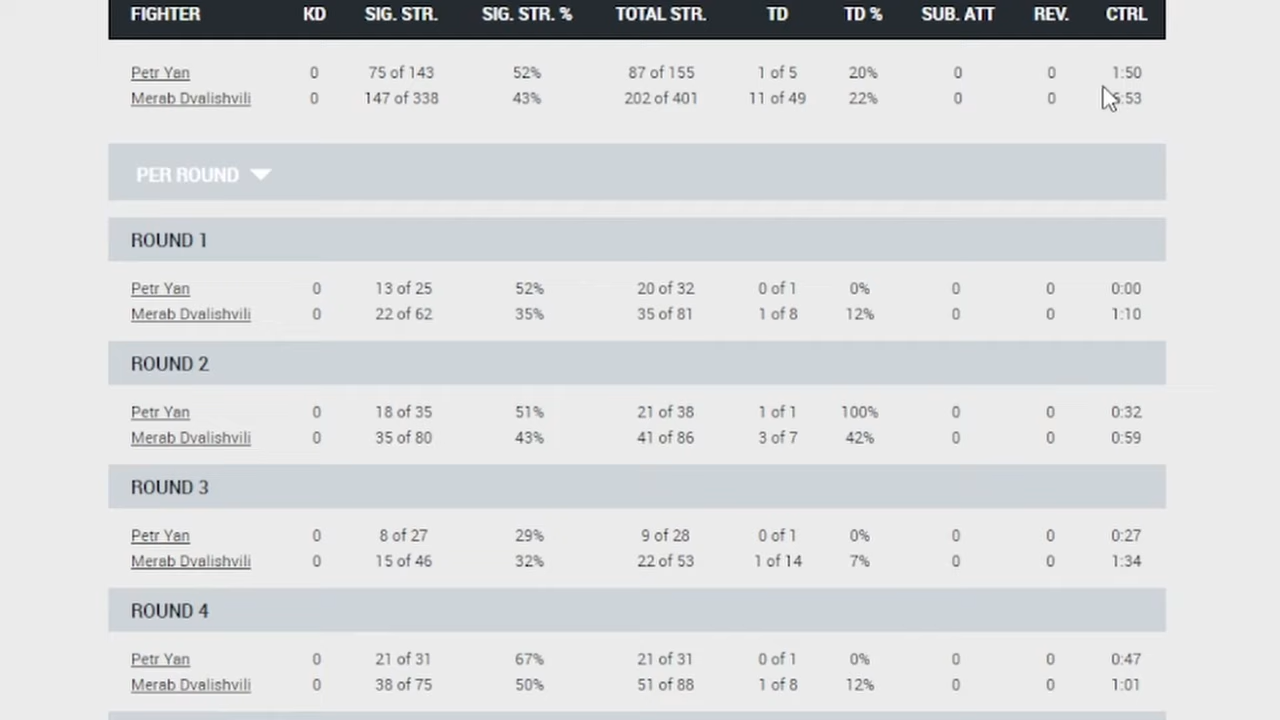 FIGHTER KD SIG. STR. SIG. STR. % TOTAL STR. TD TD % SUB. ATT REV. CTRL
Petr Yan 0 75 of 143 52% 87 of 155 1 of 5 20% 0 0 1:50
Merab Dvalishvili 0 147 of 338 43% 202 of 401 11 of 49 22% 0 0 :53
PER ROUND
ROUND 1
Petr Yan 0 13 of 25 52% 20 of 32 0 of 1 0% 0 0 0:00
Merab Dvalishvili 0 22 of 62 35% 35 of 81 1 of 8 12% 0 0 1:10
ROUND 2
Petr Yan 0 18 of 35 51% 21 of 38 1 of 1 100% 0 0 0:32
Merab Dvalishvili 0 35 of 80 43% 41 of 86 3 of 7 42% 0 0 0:59
ROUND 3
Petr Yan 0 8 of 27 29% 9 of 28 0 of 1 0% 0 0 0:27
Merab Dvalishvili 0 15 of 46 32% 22 of 53 1 of 14 7% 0 0 1:34
ROUND 4
Petr Yan 0 21 of 31 67% 21 of 31 0 of 1 0% 0 0 0:47
Merab Dvalishvili 0 38 of 75 50% 51 of 88 1 of 8 12% 0 0 1:01